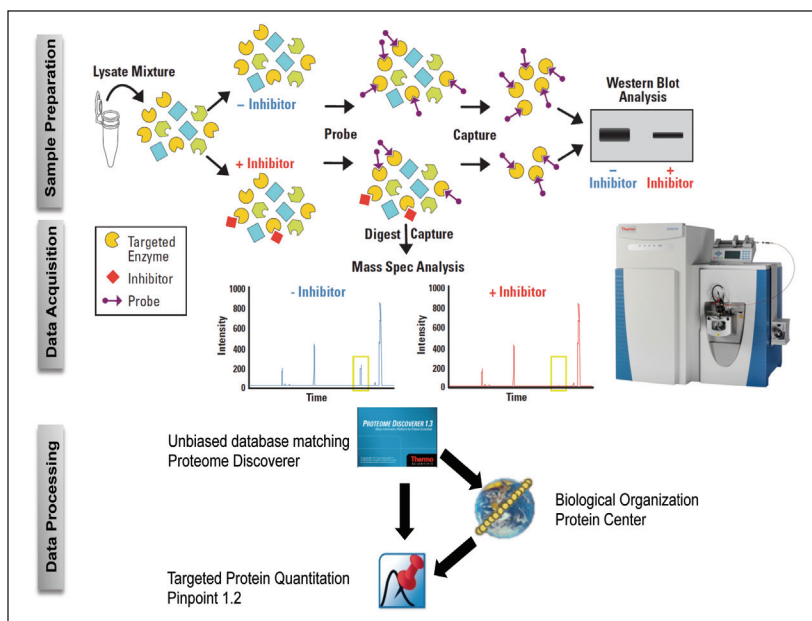 Sample Preparation
Lysate Mixture
– Inhibitor
+ Inhibitor
Probe
Capture
Western Blot
Analysis
–
Inhibitor
+
Inhibitor
Data Acquisition
Targeted
Enzyme
Inhibitor
Probe
Digest
Capture
Mass Spec Analysis
- Inhibitor
Intensity
1000
800
600
400
200
0
Time
+ Inhibitor
Intensity
1000
800
600
400
200
0
Time
Thermo
Data Processing
Unbiased database matching
Proteome Discoverer
PROTEOME DISCOVERER 1.3
Thermo
SCIENTIFIC
Biological Organization
Protein Center
Targeted Protein Quantitation
Pinpoint 1.2